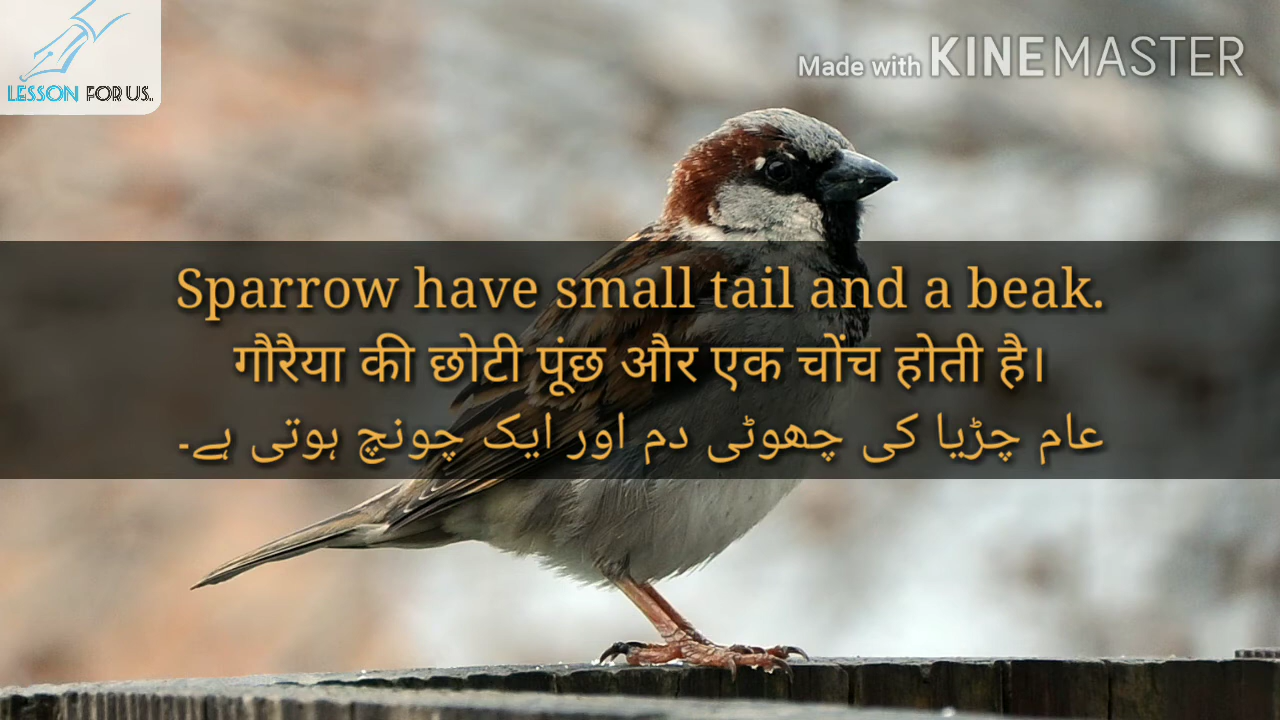 LESSON FOR US.
Made with KINEMASTER
Sparrow have small tail and a beak.
गौरैया की छोटी पूंछ और एक चोंच होती है।
عام چڑیا کی چھوٹی دم اور ایک چونچ ہوتی ہے۔